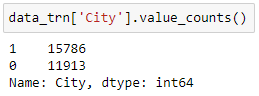 data_trn['City'].value_counts()
1    15786
0    11913
Name: City, dtype: int64